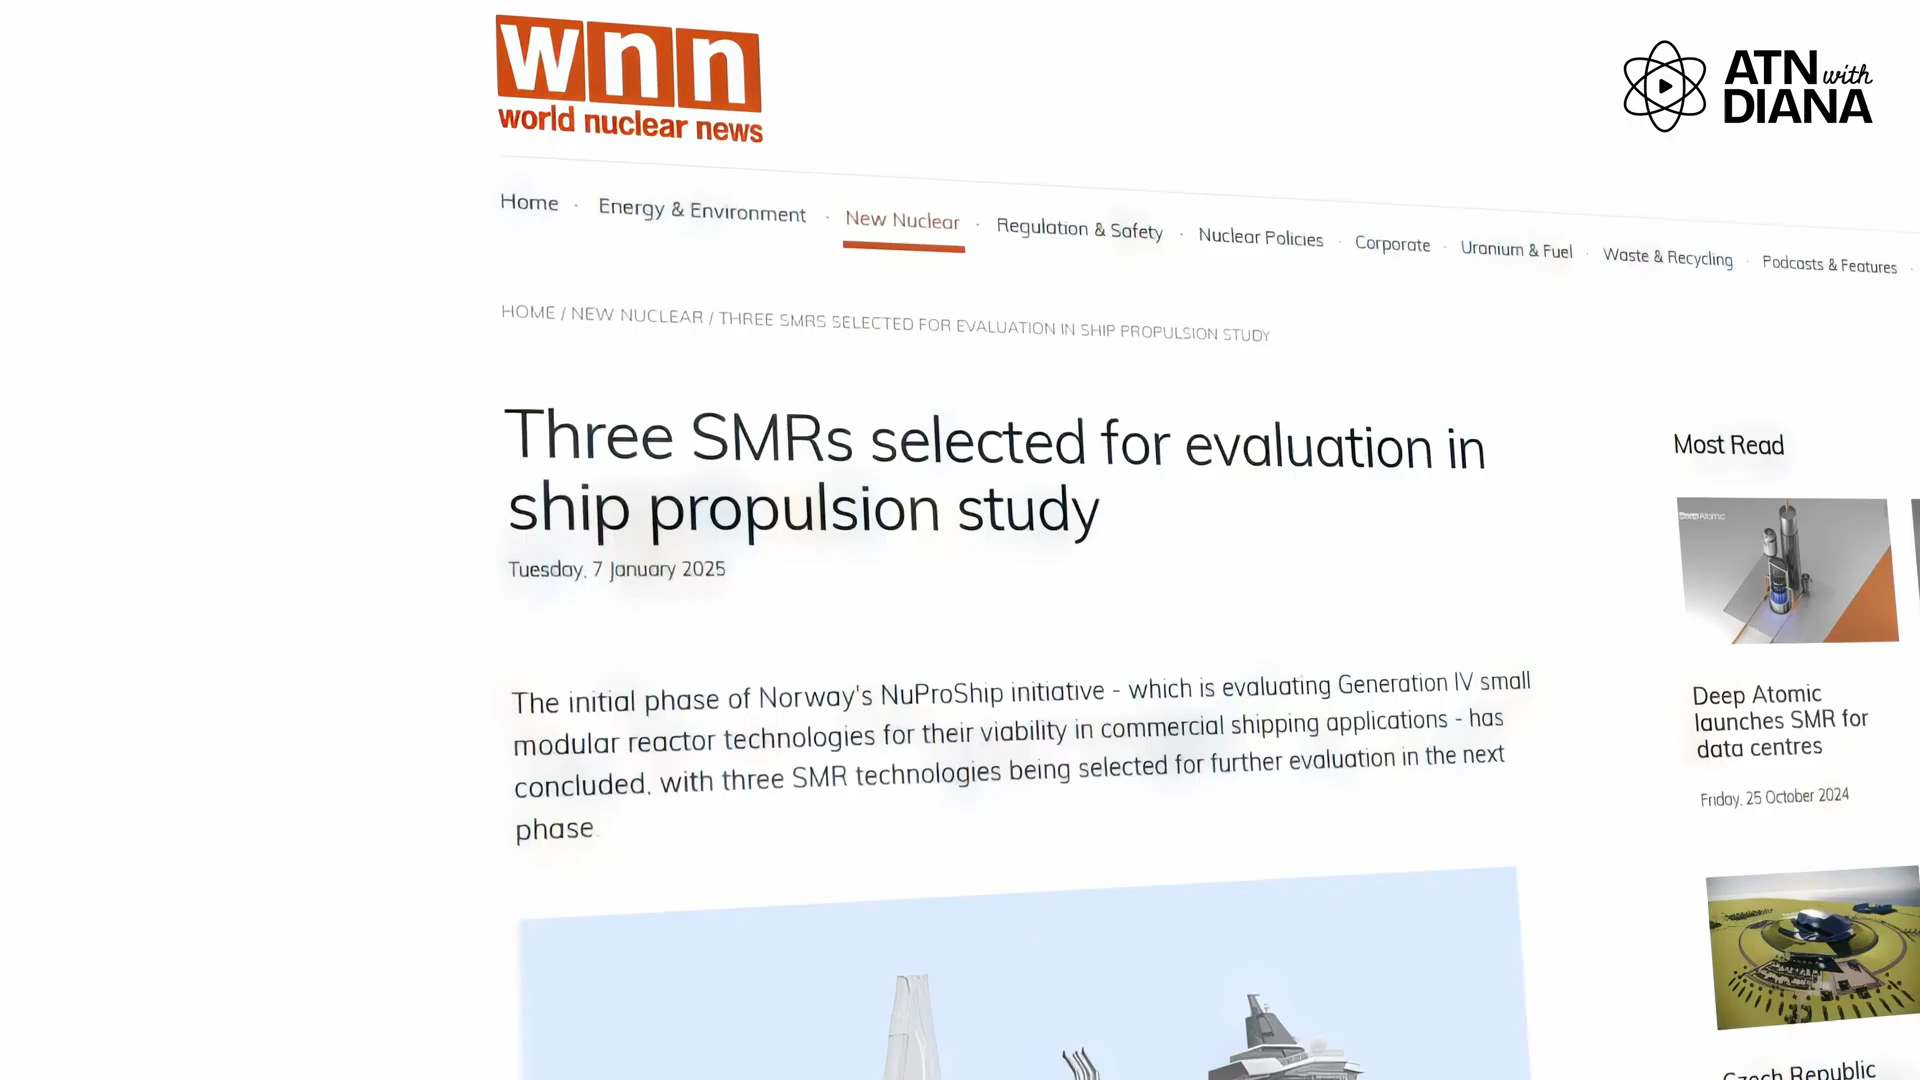 wnn
world nuclear news
ATN with
DIANA
Home · Energy & Environment · New Nuclear · Regulation & Safety · Nuclear Policies · Corporate · Uranium & Fuel · Waste & Recycling · Podcasts & Features ·
HOME / NEW NUCLEAR / THREE SMRS SELECTED FOR EVALUATION IN SHIP PROPULSION STUDY
Three SMRs selected for evaluation in
ship propulsion study
Tuesday, 7 January 2025
The initial phase of Norway's NuProShip initiative - which is evaluating Generation IV small
modular reactor technologies for their viability in commercial shipping applications - has
concluded, with three SMR technologies being selected for further evaluation in the next
phase.
Most Read
Deep Atomic
Deep Atomic
launches SMR for
data centres
Friday, 25 October 2024
Czech Republic